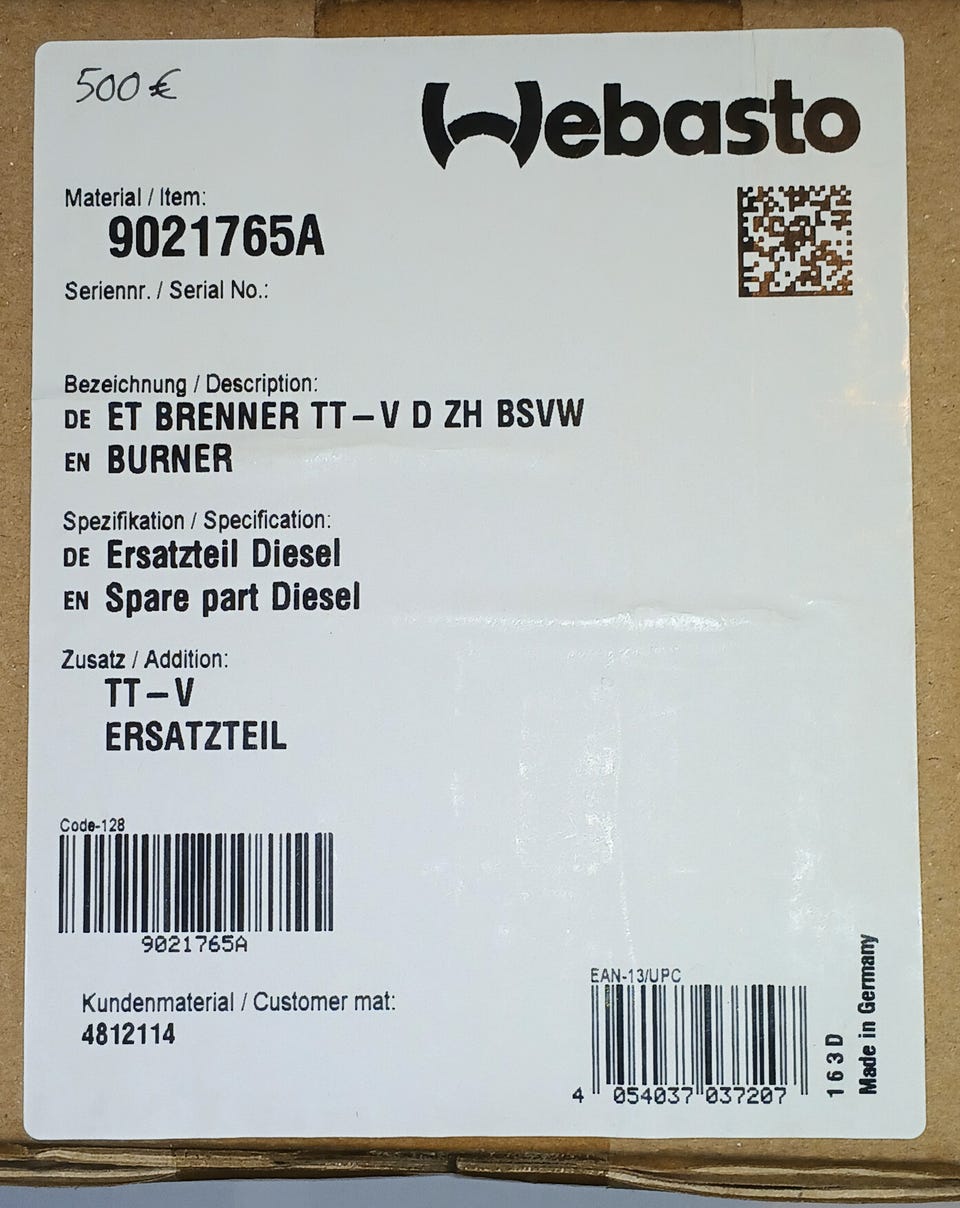 500 €
Webasto
Material / Item:
9021765A
Seriennr. / Serial No.:
Bezeichnung / Description:
DE ET BRENNER TT-V D ZH BSVW
EN BURNER
Spezifikation / Specification:
DE Ersatzteil Diesel
EN Spare part Diesel
Zusatz / Addition:
TT-V
ERSATZTEIL
Code-128
9021765A
Kundenmaterial / Customer mat:
4812114
EAN-13/UPC
4 054037 037207
163D
Made in Germany